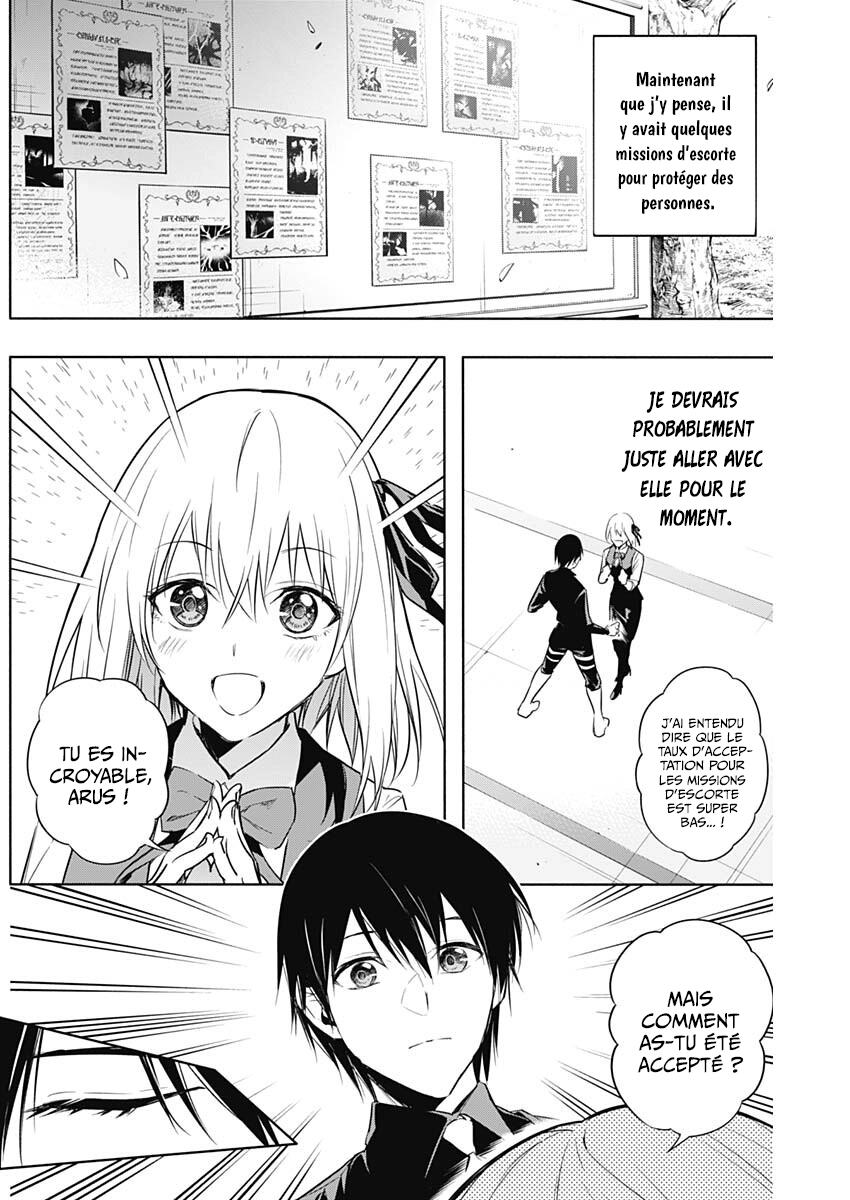 Maintenant
que j'y pense, il
y avait quelques
missions d'escorte
pour protéger des
personnes.
JE DEVRAIS
PROBABLEMENT
JUSTE ALLER AVEC
ELLE POUR LE
MOMENT.
J'AI ENTENDU
DIRE QUE LE
TAUX D'ACCEP-
TATION POUR
LES MISSIONS
D'ESCORTE
EST SUPER
BAS... !
TU ES IN-
CROYABLE,
ARUS !
MAIS
COMMENT
AS-TU ÉTÉ
ACCEPTÉ ?